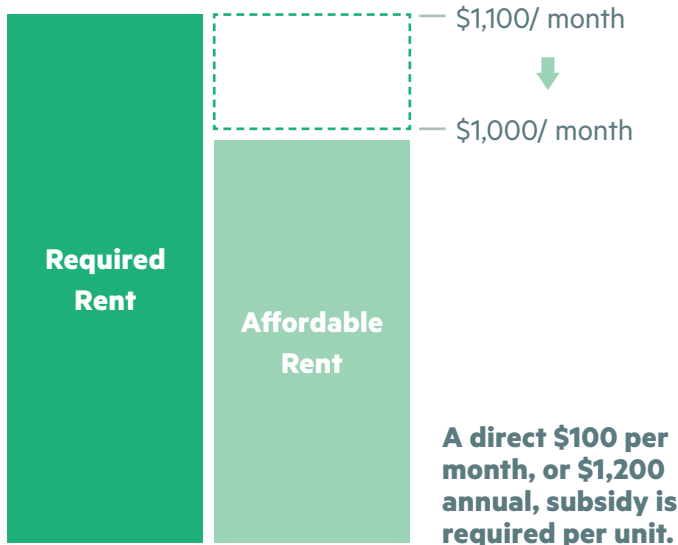 $1,100/ month
$1,000/ month
Required
Rent
Affordable
Rent
A direct $100 per
month, or $1,200
annual, subsidy is
required per unit.